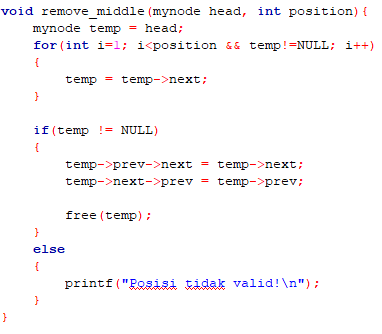 void remove_middle(mynode head, int position){
    mynode temp = head;
    for(int i=1; i<position && temp!=NULL; i++)
    {
        temp = temp->next;
    }

    if(temp != NULL)
    {
        temp->prev->next = temp->next;
        temp->next->prev = temp->prev;

        free(temp);
    }
    else
    {
        printf("Posisi tidak valid!\n");
    }
}